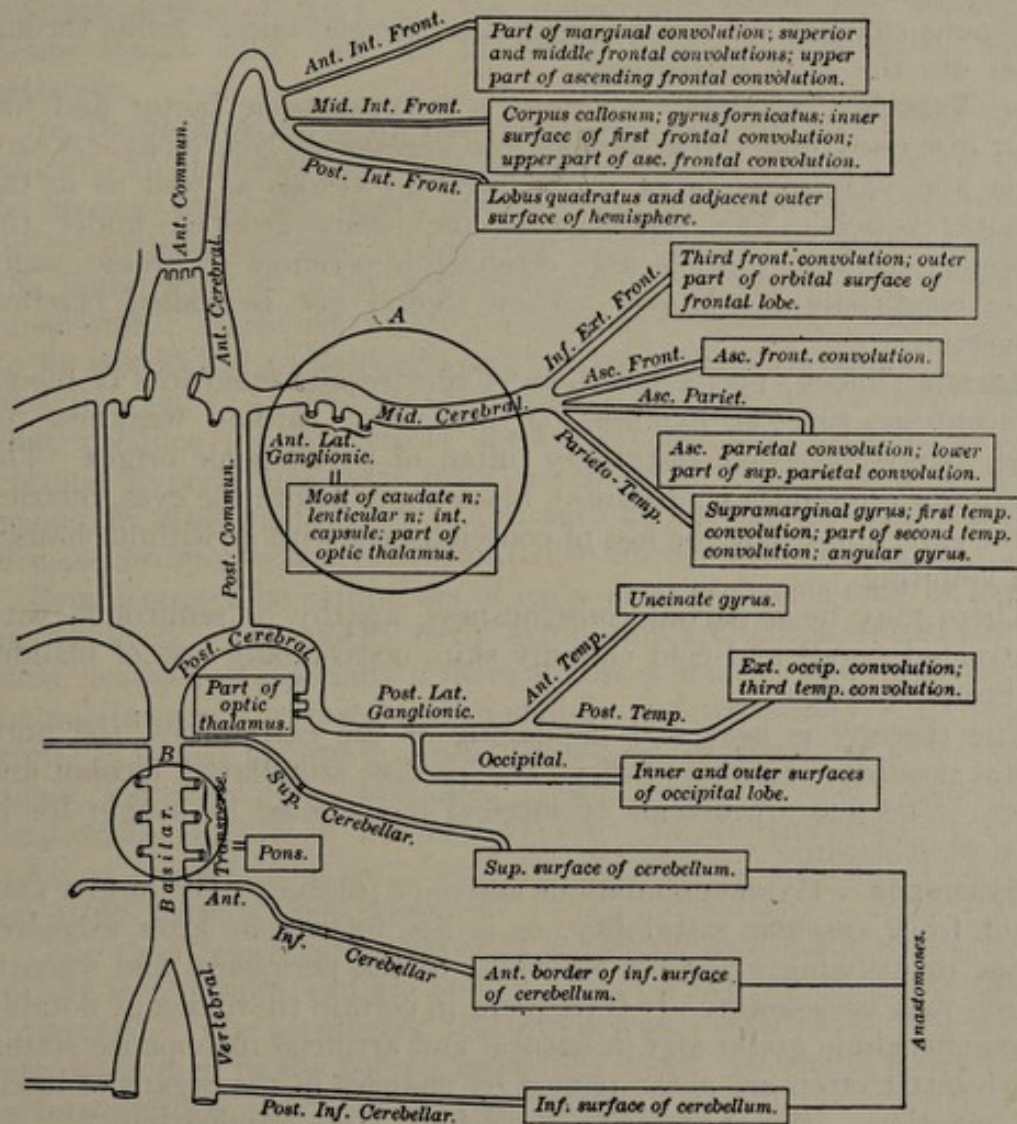 Ant. Int. Front.
Part of marginal convolution; superior
and middle frontal convolutions; upper
part of ascending frontal convolution.
Mid. Int. Front.
Corpus callosum; gyrus fornicatus; inner
surface of first frontal convolution;
upper part of asc. frontal convolution.
Post. Int. Front.
Lobus quadratus and adjacent outer
surface of hemisphere.
Ant. Commun.
Ant. Cerebral.
A
Inf. Ext. Front.
Third front. convolution; outer
part of orbital surface of
frontal lobe.
Asc. Front.
Asc. front. convolution.
Mid. Cerebral.
Asc. Pariet.
Asc. parietal convolution; lower
part of sup. parietal convolution.
Parieto-Temp.
Supramarginal gyrus; first temp.
convolution; part of second temp.
convolution; angular gyrus.
Ant. Lat.
Ganglionic.
Most of caudate n;
lenticular n; int.
capsule; part of
optic thalamus.
Post. Commun.
Post. Cerebral
Part of
optic
thalamus.
Post. Lat.
Ganglionic.
Ant. Temp.
Uncinate gyrus.
Post. Temp.
Ext. occip. convolution;
third temp. convolution.
Occipital.
Inner and outer surfaces
of occipital lobe.
B
Basilar.
Transverse.
Pons.
Sup. Cerebellar.
Sup. surface of cerebellum.
Ant. Inf. Cerebellar
Ant. border of inf. surface
of cerebellum.
Anastomones.
Vertebral.
Post. Inf. Cerebellar.
Inf. surface of cerebellum.